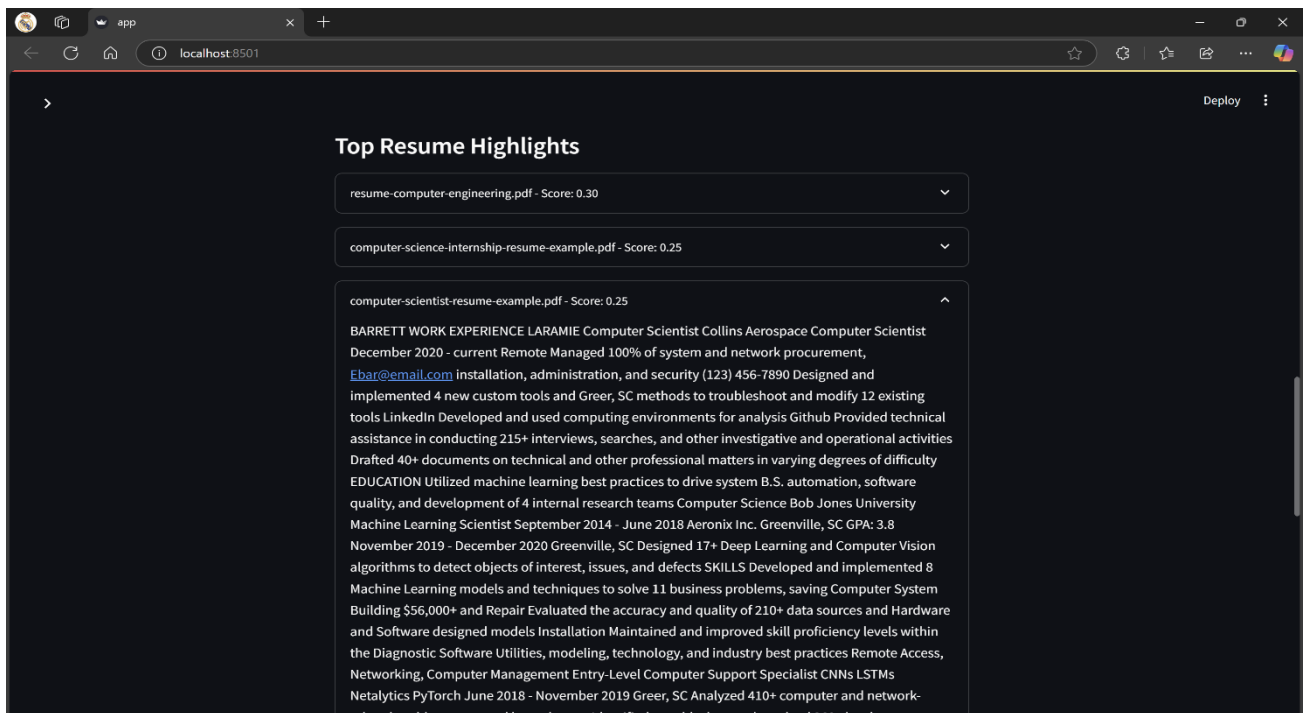 app
localhost:8501
Deploy
Top Resume Highlights
resume-computer-engineering.pdf - Score: 0.30
computer-science-internship-resume-example.pdf - Score: 0.25
computer-scientist-resume-example.pdf - Score: 0.25
BARRETT WORK EXPERIENCE LARAMIE Computer Scientist Collins Aerospace Computer Scientist
December 2020 - current Remote Managed 100% of system and network procurement,
Ebar@email.com installation, administration, and security (123) 456-7890 Designed and
implemented 4 new custom tools and Greer, SC methods to troubleshoot and modify 12 existing
tools LinkedIn Developed and used computing environments for analysis Github Provided technical
assistance in conducting 215+ interviews, searches, and other investigative and operational activities
Drafted 40+ documents on technical and other professional matters in varying degrees of difficulty
EDUCATION Utilized machine learning best practices to drive system B.S. automation, software
quality, and development of 4 internal research teams Computer Science Bob Jones University
Machine Learning Scientist September 2014 - June 2018 Aeronix Inc. Greenville, SC GPA: 3.8
November 2019 - December 2020 Greenville, SC Designed 17+ Deep Learning and Computer Vision
algorithms to detect objects of interest, issues, and defects SKILLS Developed and implemented 8
Machine Learning models and techniques to solve 11 business problems, saving Computer System
Building $56,000+ and Repair Evaluated the accuracy and quality of 210+ data sources and Hardware
and Software designed models Installation Maintained and improved skill proficiency levels within
the Diagnostic Software Utilities, modeling, technology, and industry best practices Remote Access,
Networking, Computer Management Entry-Level Computer Support Specialist CNNs LSTMs
Netalytics PyTorch June 2018 - November 2019 Greer, SC Analyzed 410+ computer and network-